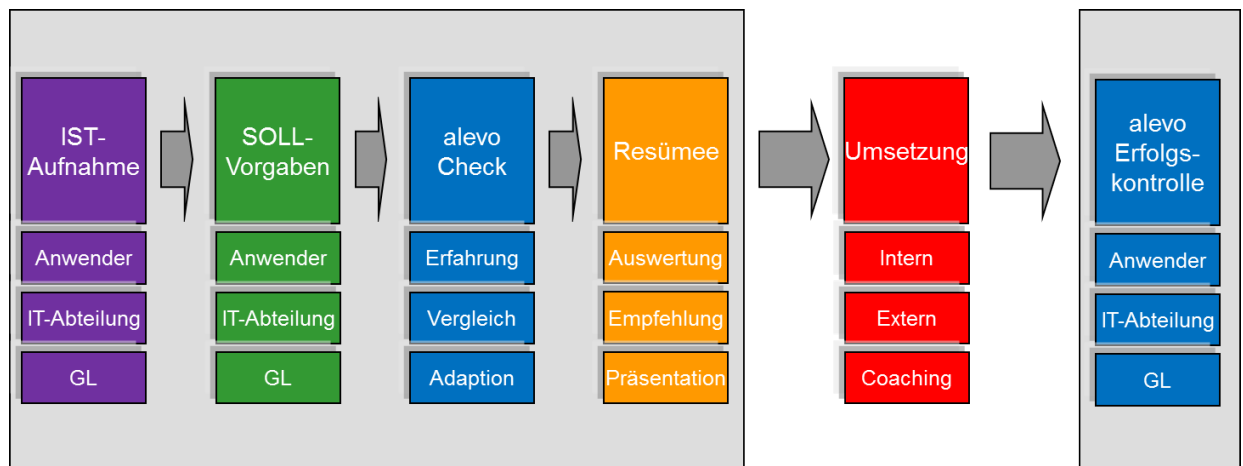 IST-
Aufnahme
Anwender
IT-Abteilung
GL
SOLL-
Vorgaben
Anwender
IT-Abteilung
GL
alevo
Check
Erfahrung
Vergleich
Adaption
Resümee
Auswertung
Empfehlung
Präsentation
Umsetzung
Intern
Extern
Coaching
alevo
Erfolgs-
kontrolle
Anwender
IT-Abteilung
GL